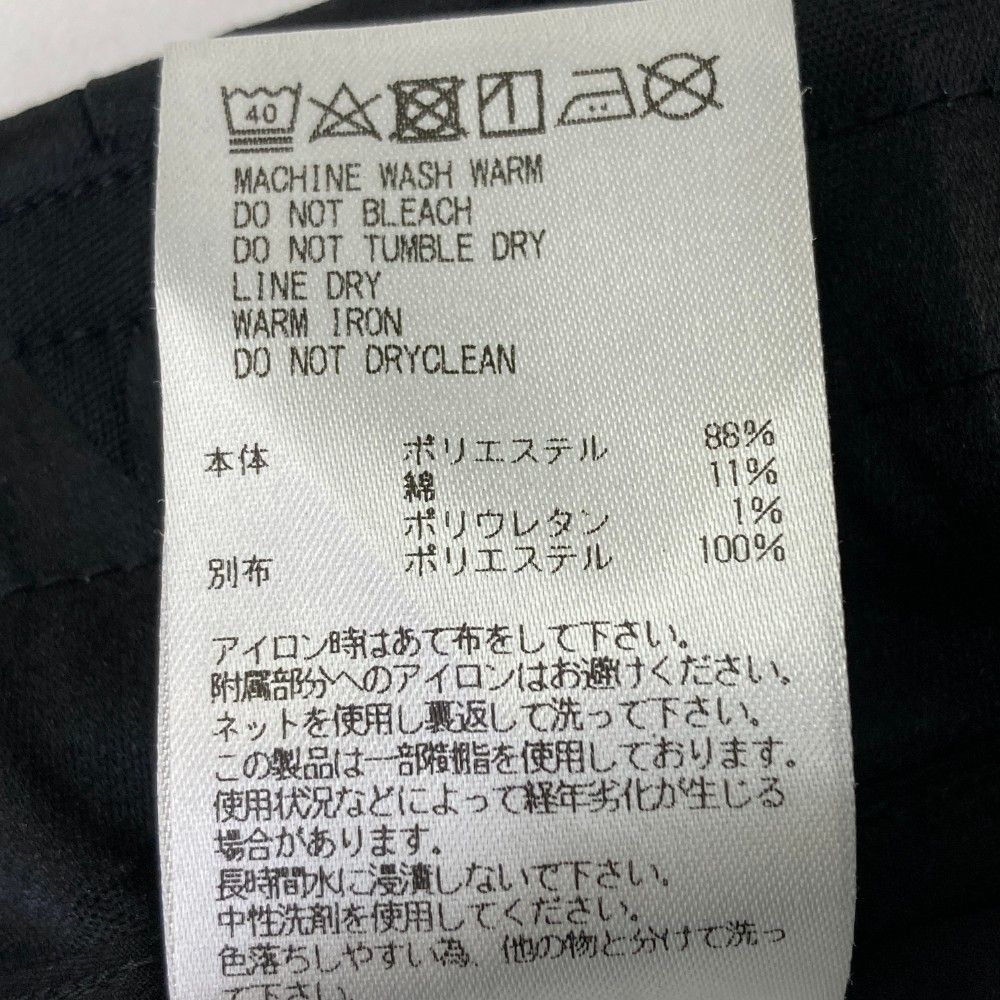 40
MACHINE WASH WARM
DO NOT BLEACH
DO NOT TUMBLE DRY
LINE DRY
WARM IRON
DO NOT DRYCLEAN
本体 ポリエステル 88%
綿 11%
ポリウレタン 1%
別布 ポリエステル 100%
アイロン時はあて布をして下さい。
附属部分へのアイロンはお避けください。
ネットを使用し裏返して洗って下さい。
この製品は一部樹脂を使用しております。
使用状況などによって経年劣化が生じる
場合があります。
長時間水に浸漬しないで下さい。
中性洗剤を使用してください。
色落ちしやすい為、他の物と分けて洗っ
て下さい。